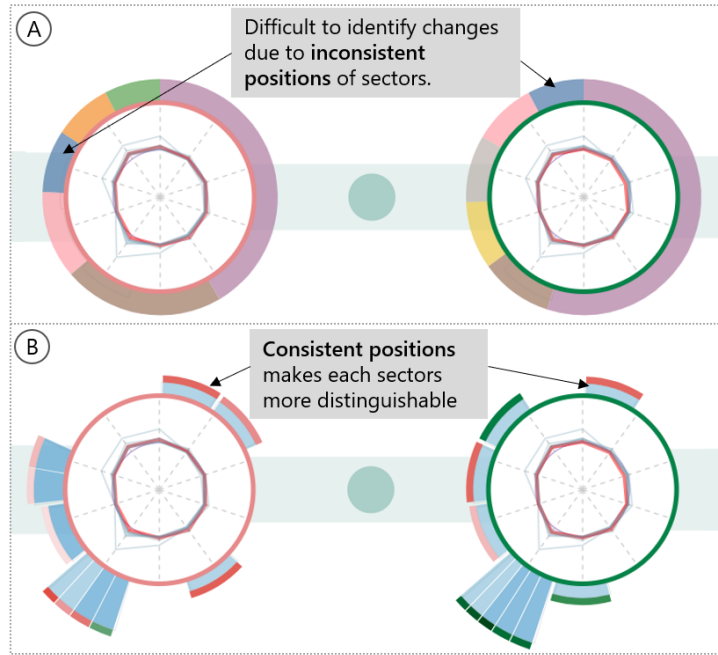 A
Difficult to identify changes
due to inconsistent
positions of sectors.
B
Consistent positions
makes each sectors
more distinguishable